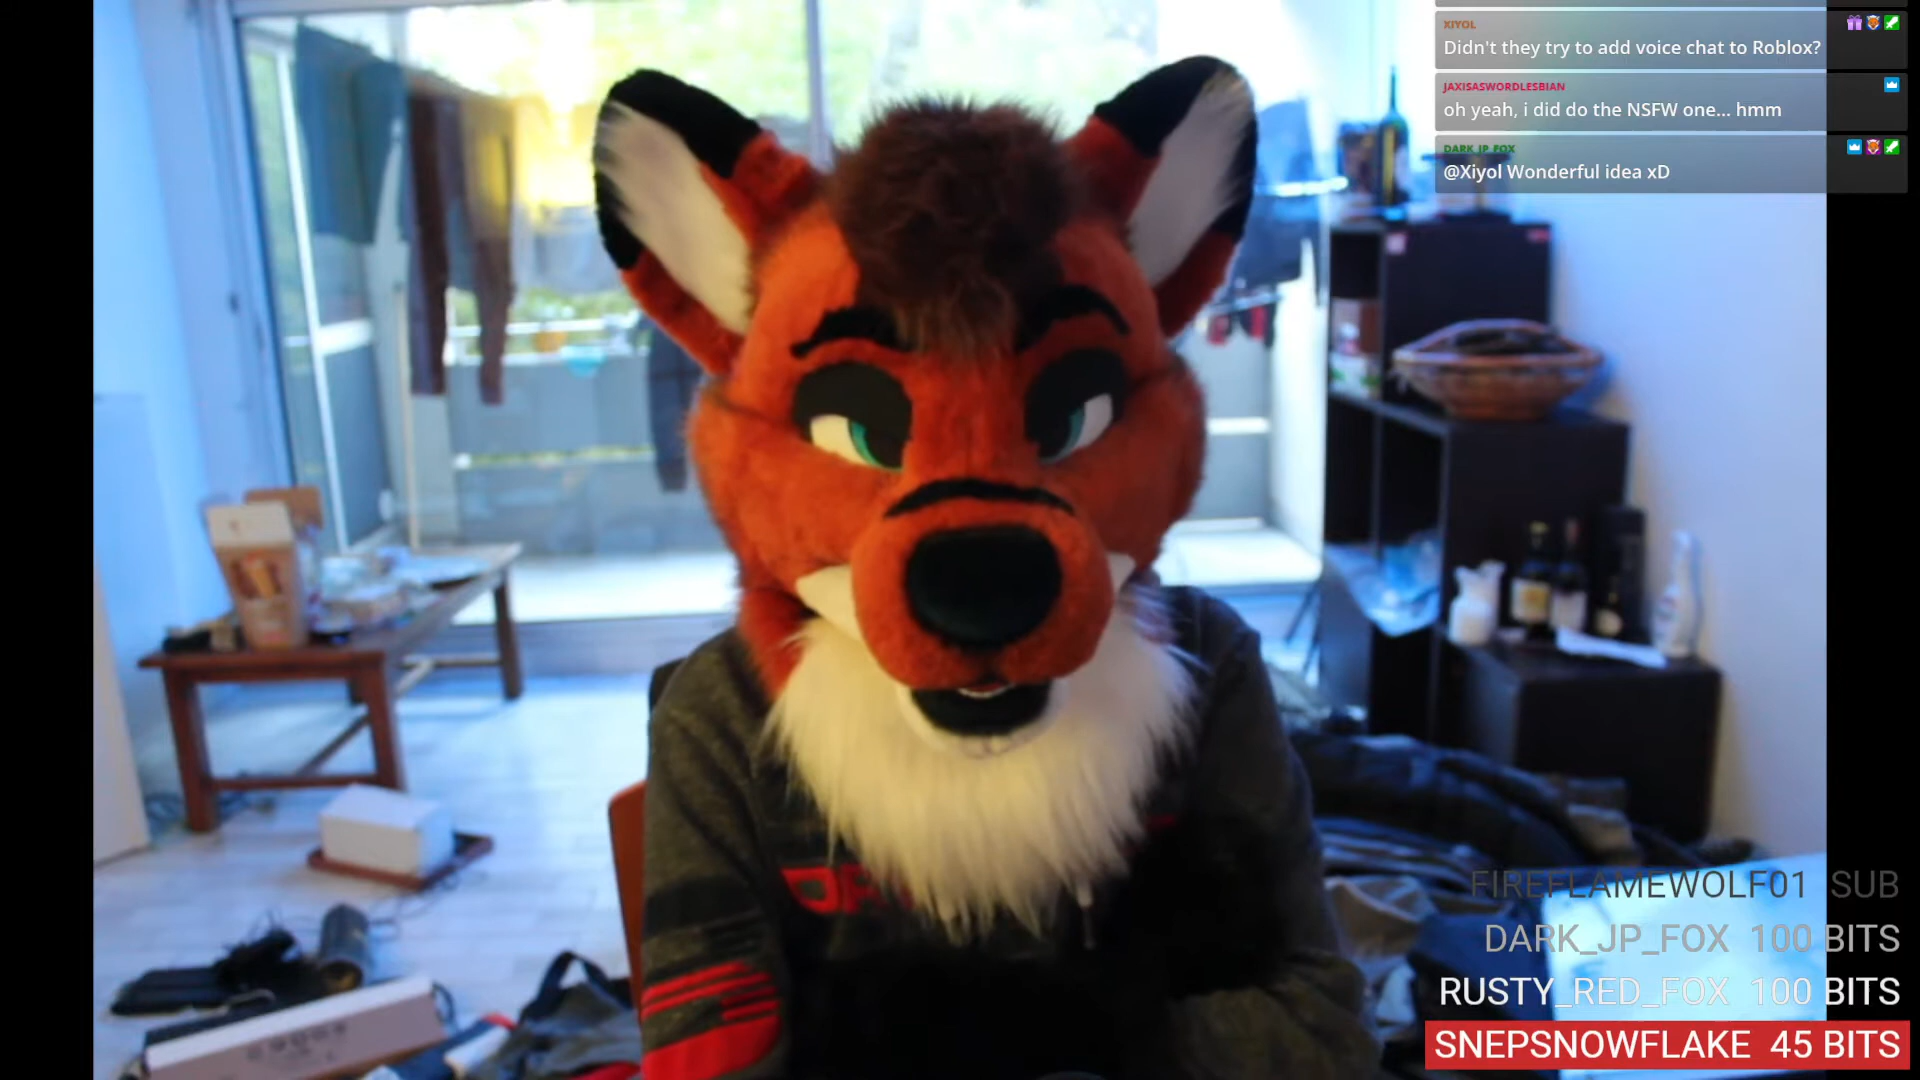 XIYOL
Didn't they try to add voice chat to Roblox?
JAXISASWORDLESBIAN
oh yeah, i did do the NSFW one... hmm
DARK_JP_FOX
@Xiyol Wonderful idea xD
FIREFLAMEWOLF01 SUB
DARK_JP_FOX 100 BITS
RUSTY_RED_FOX 100 BITS
SNEPSNOWFLAKE 45 BITS